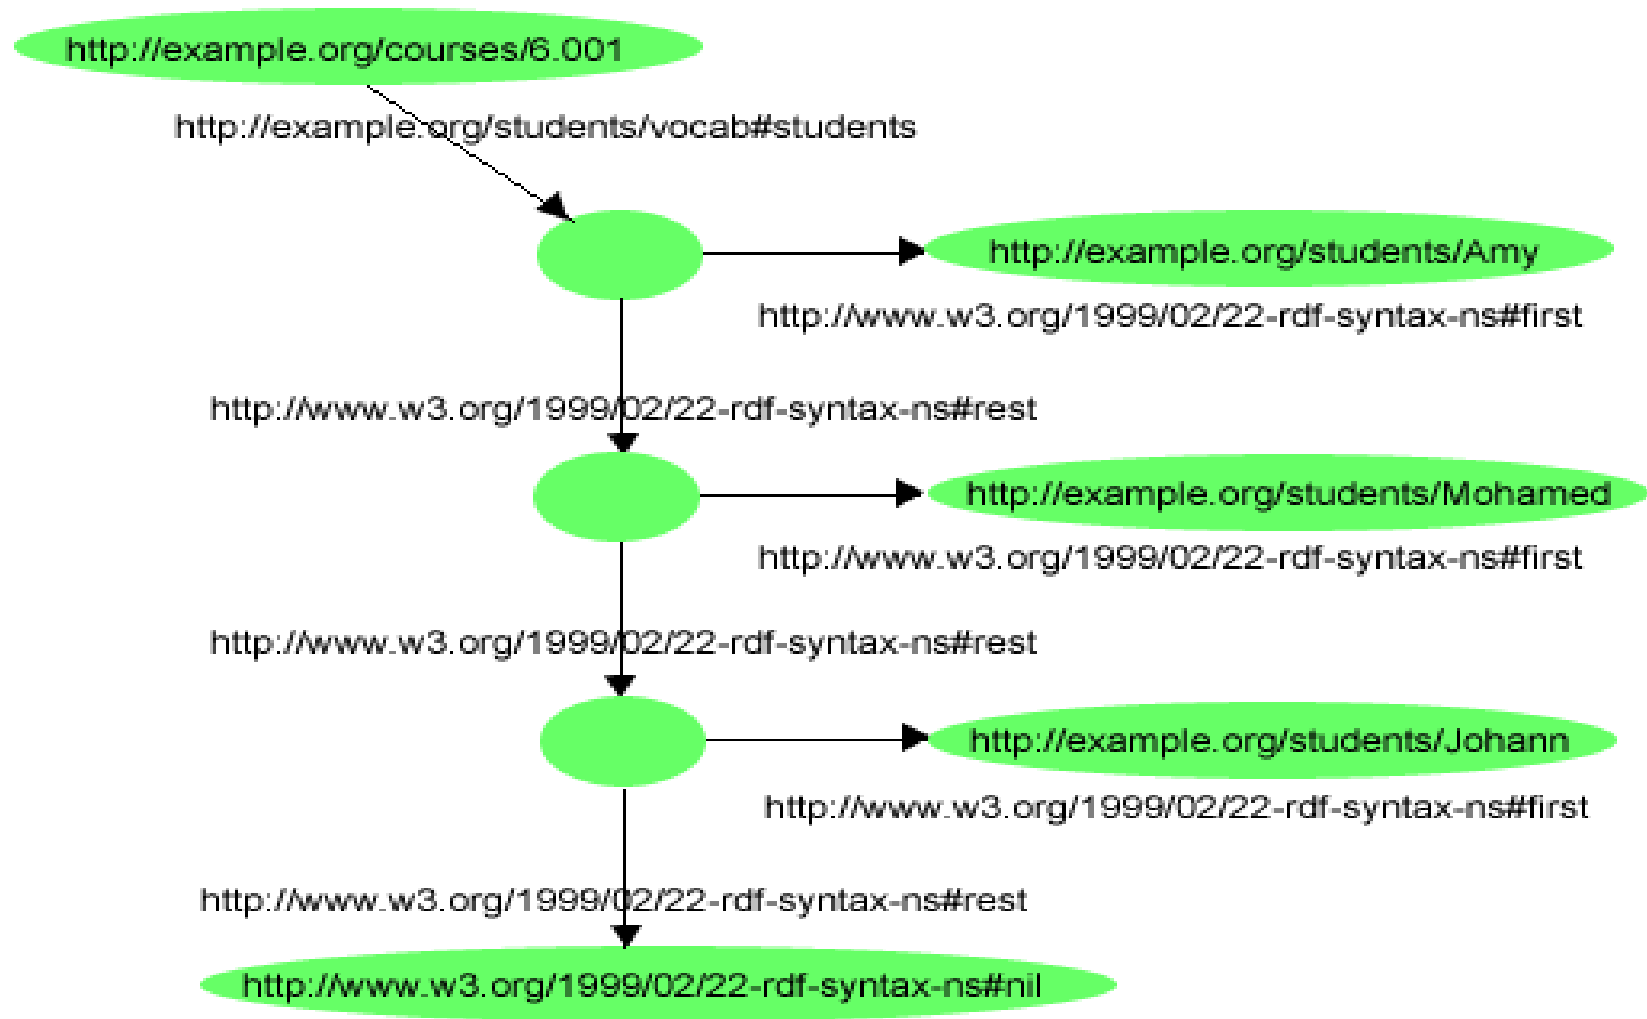 http://example.org/courses/6.001
http://example.org/students/vocab#students
http://example.org/students/Amy
http://www.w3.org/1999/02/22-rdf-syntax-ns#first
http://www.w3.org/1999/02/22-rdf-syntax-ns#rest
http://example.org/students/Mohamed
http://www.w3.org/1999/02/22-rdf-syntax-ns#first
http://www.w3.org/1999/02/22-rdf-syntax-ns#rest
http://example.org/students/Johann
http://www.w3.org/1999/02/22-rdf-syntax-ns#first
http://www.w3.org/1999/02/22-rdf-syntax-ns#rest
http://www.w3.org/1999/02/22-rdf-syntax-ns#nil